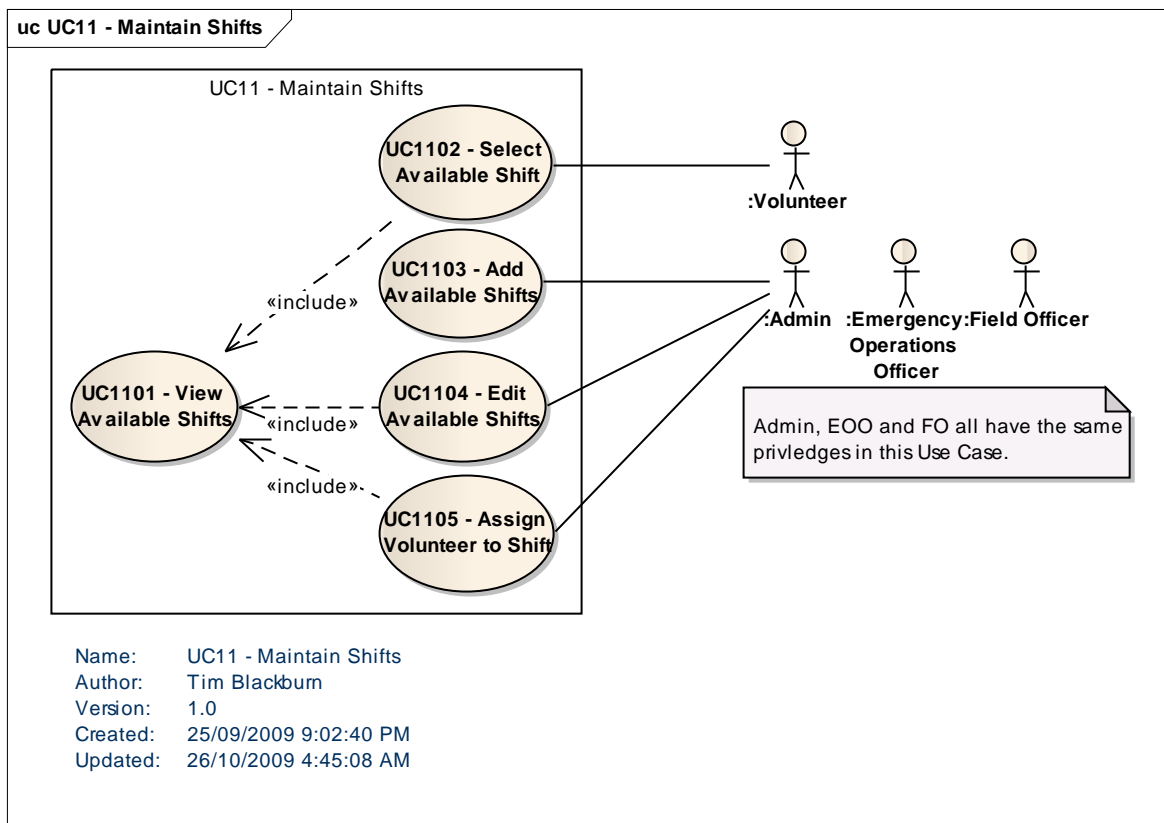 uc UC11 - Maintain Shifts
UC11 - Maintain Shifts
UC1102 - Select
Available Shift
:Volunteer
UC1103 - Add
Available Shifts
:Admin
:Emergency
Operations
Officer
:Field Officer
«include»
UC1101 - View
Available Shifts
UC1104 - Edit
Available Shifts
«include»
Admin, EOO and FO all have the same
privledges in this Use Case.
«include»
UC1105 - Assign
Volunteer to Shift
Name: UC11 - Maintain Shifts
Author: Tim Blackburn
Version: 1.0
Created: 25/09/2009 9:02:40 PM
Updated: 26/10/2009 4:45:08 AM